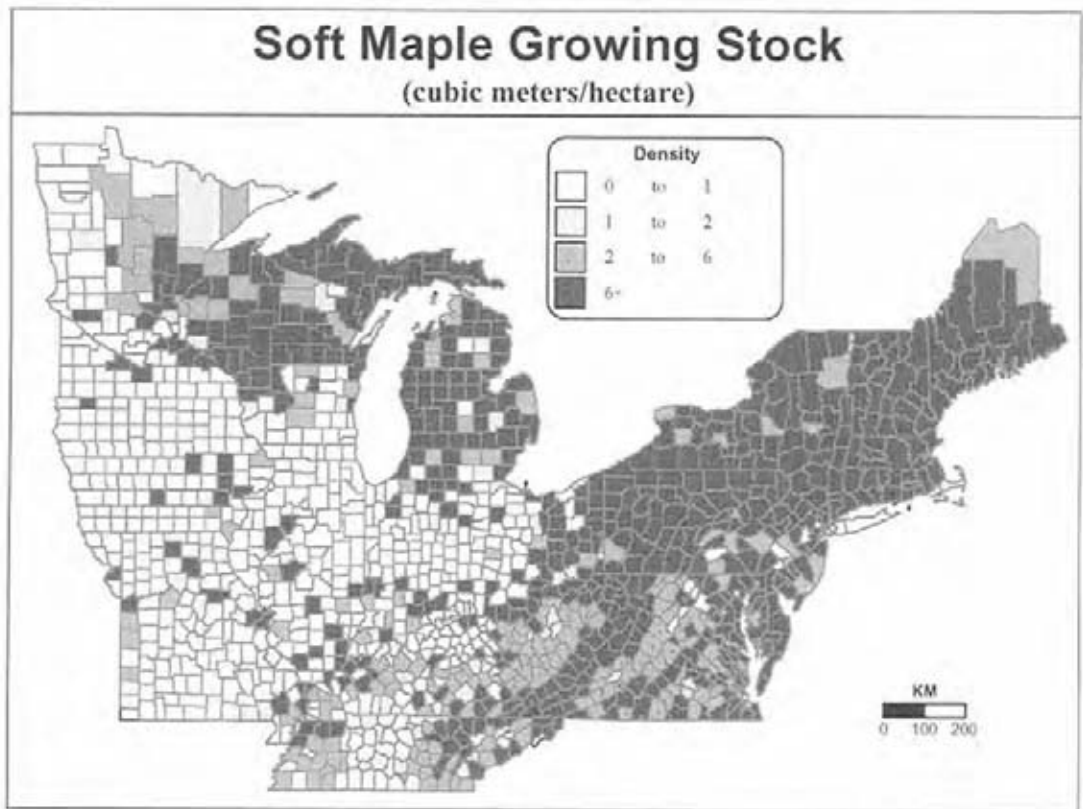 Soft Maple Growing Stock
(cubic meters/hectare)
Density
0 to 1
1 to 2
2 to 6
6+
KM
0 100 200